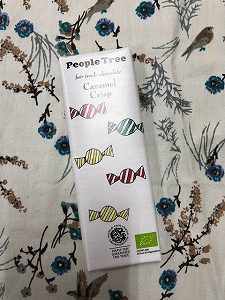 People Tree
fair trade chocolate
Caramel
Crisp